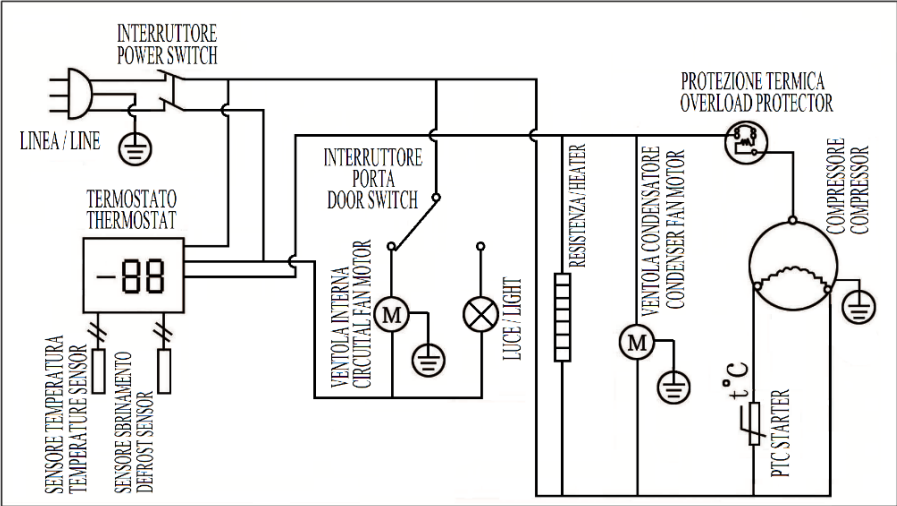 INTERRUTTORE
POWER SWITCH
LINEA / LINE
TERMOSTATO
THERMOSTAT
-88
SENSORE TEMPERATURA
TEMPERATURE SENSOR
SENSORE SBRINAMENTO
DEFROST SENSOR
INTERRUTTORE
PORTA
DOOR SWITCH
VENTOLA INTERNA
CIRCUITAL FAN MOTOR
M
LUCE / LIGHT
RESISTENZA / HEATER
VENTOLA CONDENSATORE
CONDENSER FAN MOTOR
M
PROTEZIONE TERMICA
OVERLOAD PROTECTOR
COMPRESSORE
COMPRESSOR
t°C
PTC STARTER